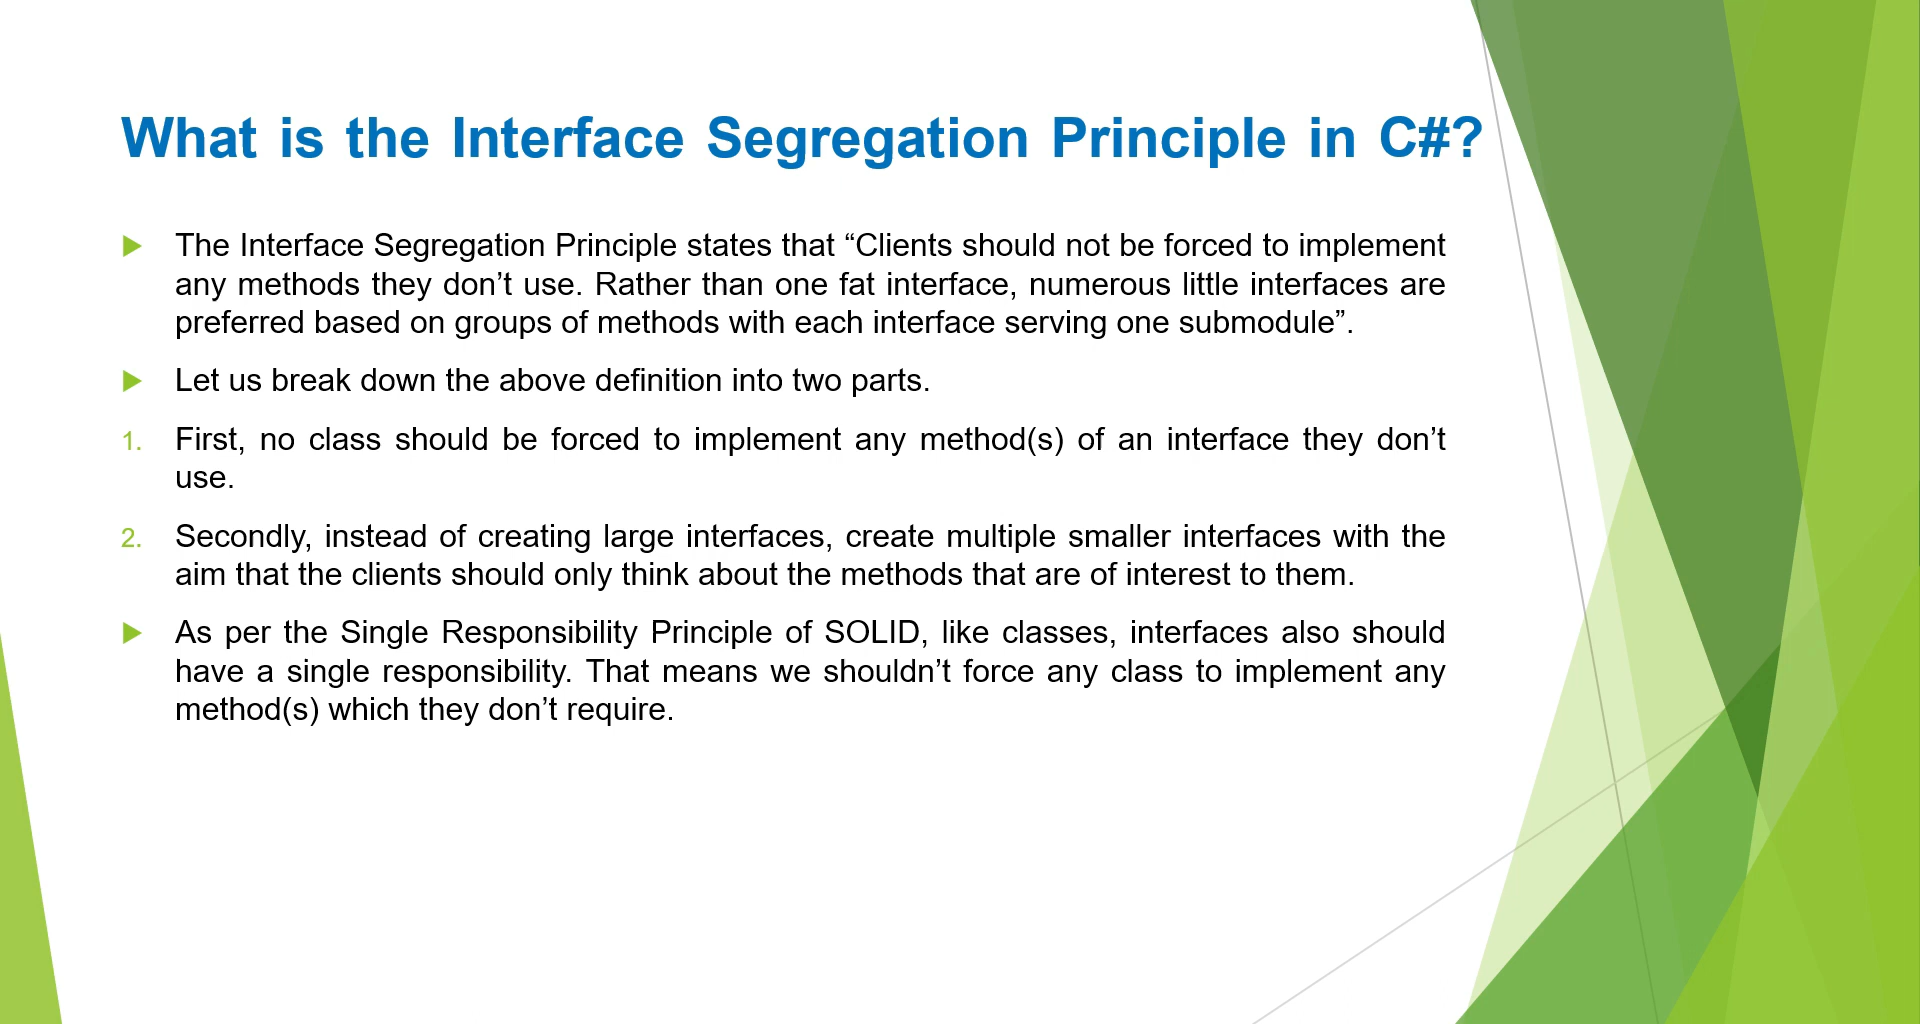 What is the Interface Segregation Principle in C#?
The Interface Segregation Principle states that “Clients should not be forced to implement
any methods they don’t use. Rather than one fat interface, numerous little interfaces are
preferred based on groups of methods with each interface serving one submodule”.
Let us break down the above definition into two parts.
1. First, no class should be forced to implement any method(s) of an interface they don’t
use.
2. Secondly, instead of creating large interfaces, create multiple smaller interfaces with the
aim that the clients should only think about the methods that are of interest to them.
As per the Single Responsibility Principle of SOLID, like classes, interfaces also should
have a single responsibility. That means we shouldn’t force any class to implement any
method(s) which they don’t require.